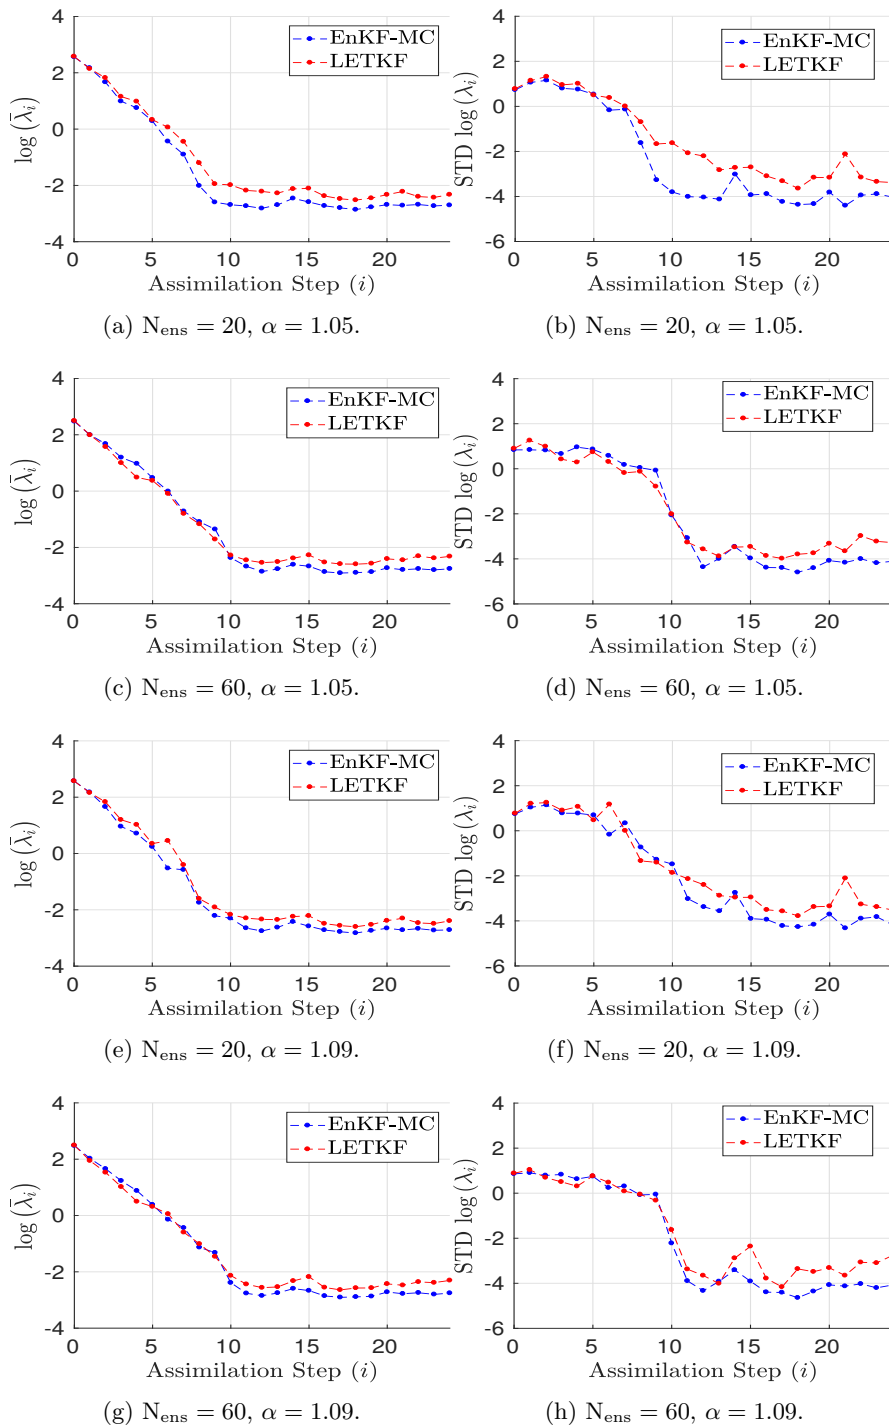 4
2
0
-2
-4
0 5 10 15 20
log (λ̄ᵢ)
Assimilation Step (i)
EnKF-MC
LETKF
(a) N_ens = 20, α = 1.05.
4
2
0
-2
-4
-6
0 5 10 15 20
STD log (λᵢ)
Assimilation Step (i)
EnKF-MC
LETKF
(b) N_ens = 20, α = 1.05.
4
2
0
-2
-4
0 5 10 15 20
log (λ̄ᵢ)
Assimilation Step (i)
EnKF-MC
LETKF
(c) N_ens = 60, α = 1.05.
4
2
0
-2
-4
-6
0 5 10 15 20
STD log (λᵢ)
Assimilation Step (i)
EnKF-MC
LETKF
(d) N_ens = 60, α = 1.05.
4
2
0
-2
-4
0 5 10 15 20
log (λ̄ᵢ)
Assimilation Step (i)
EnKF-MC
LETKF
(e) N_ens = 20, α = 1.09.
4
2
0
-2
-4
-6
0 5 10 15 20
STD log (λᵢ)
Assimilation Step (i)
EnKF-MC
LETKF
(f) N_ens = 20, α = 1.09.
4
2
0
-2
-4
0 5 10 15 20
log (λ̄ᵢ)
Assimilation Step (i)
EnKF-MC
LETKF
(g) N_ens = 60, α = 1.09.
4
2
0
-2
-4
-6
0 5 10 15 20
STD log (λᵢ)
Assimilation Step (i)
EnKF-MC
LETKF
(h) N_ens = 60, α = 1.09.